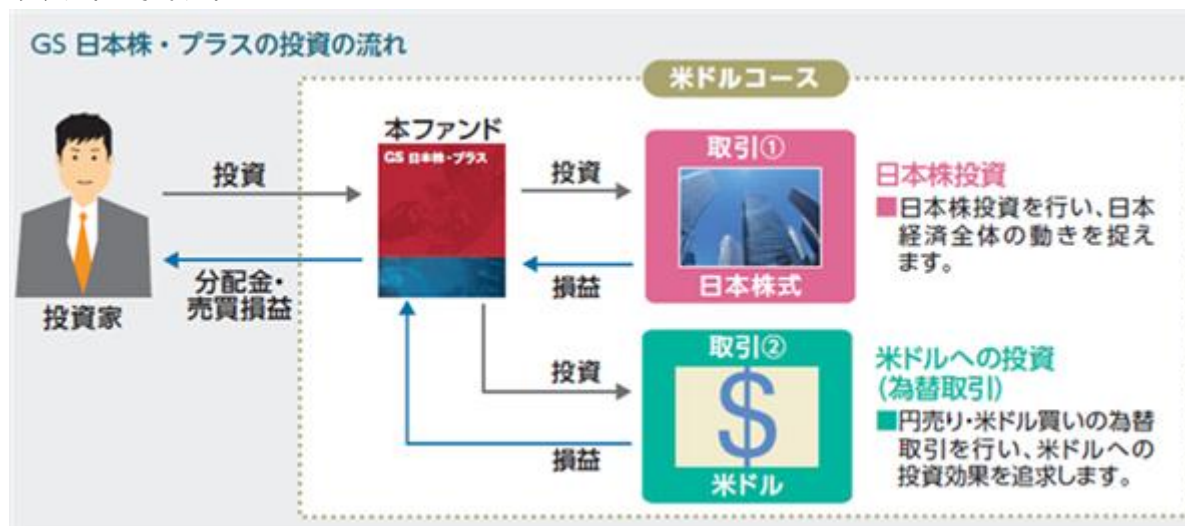 GS 日本株・プラスの投資の流れ
米ドルコース
本ファンド
GS 日本株・プラス
投資
分配金・
売買損益
投資家
投資
損益
取引①
日本株式
日本株投資
■日本株投資を行い、日本
経済全体の動きを捉え
ます。
投資
損益
取引②
$
米ドル
米ドルへの投資
(為替取引)
■円売り・米ドル買いの為替
取引を行い、米ドルへの
投資効果を追求します。